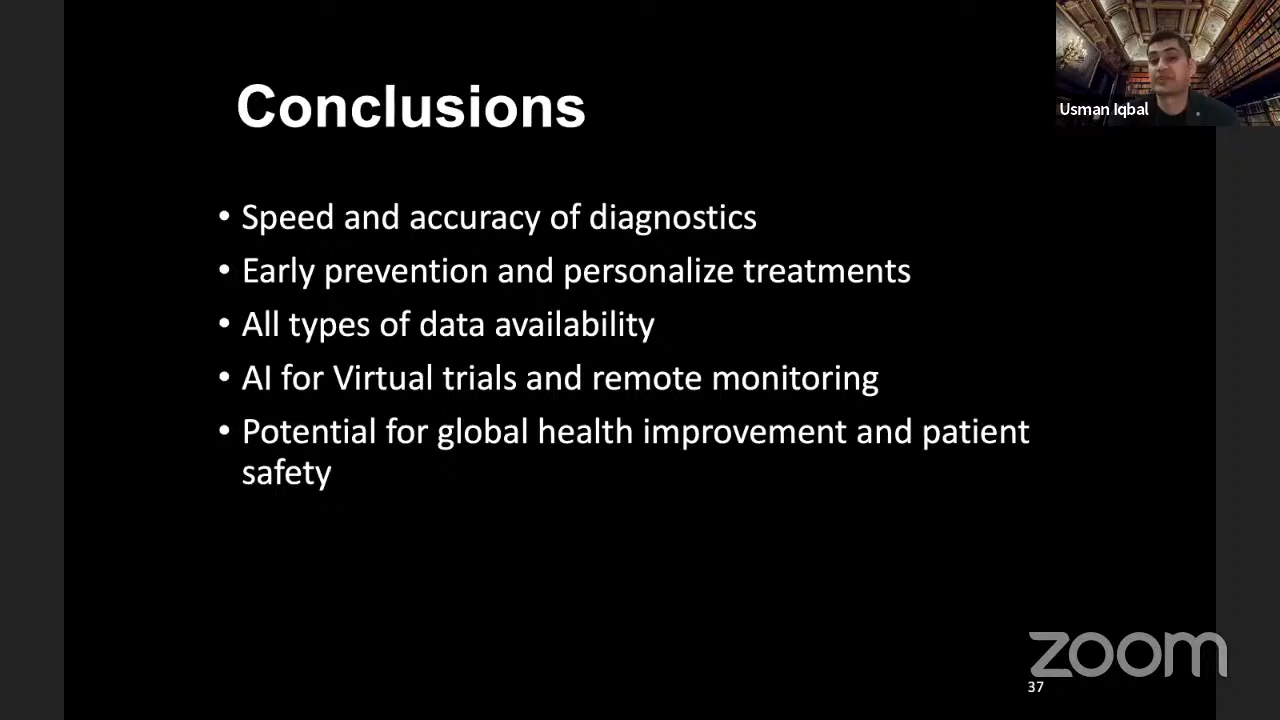 Conclusions
Usman Iqbal
• Speed and accuracy of diagnostics
• Early prevention and personalize treatments
• All types of data availability
• AI for Virtual trials and remote monitoring
• Potential for global health improvement and patient
safety
zoom
37